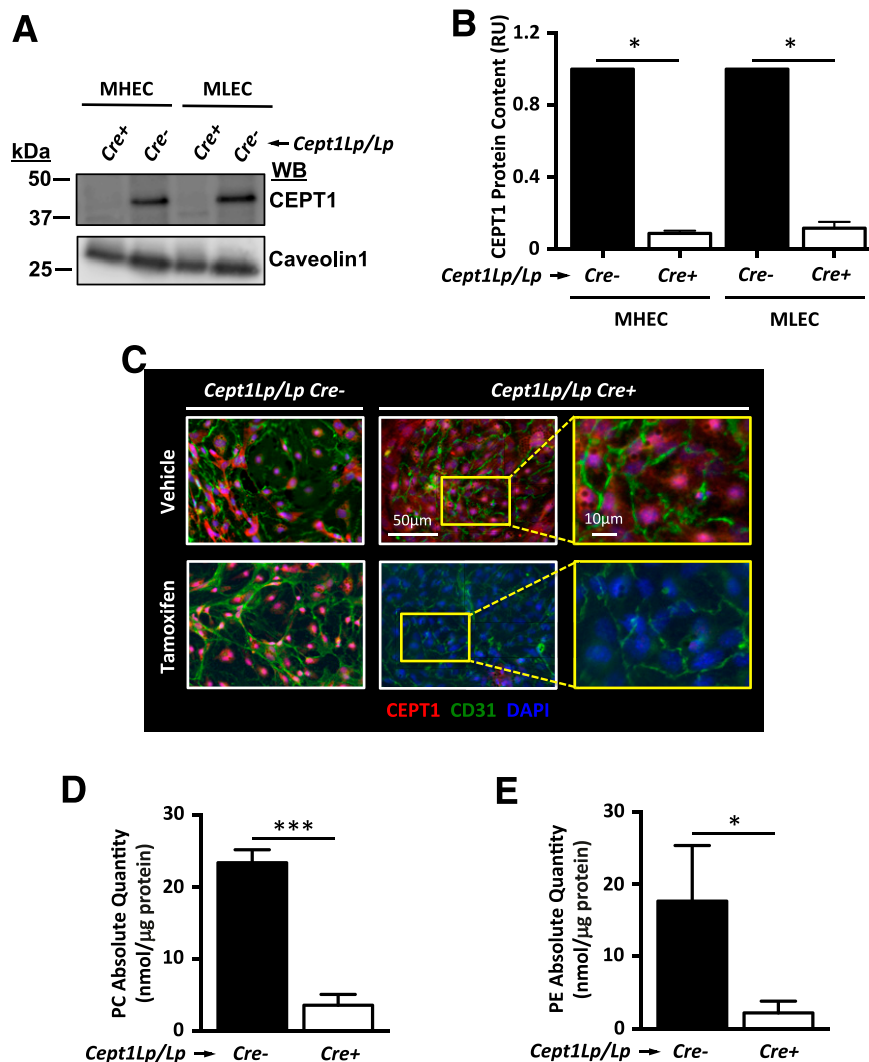 A
MHEC MLEC
Cre+ Cre- Cre+ Cre- ←Cept1Lp/Lp
kDa
WB
50
CEPT1
37
Caveolin1
25
B
CEPT1 Protein Content (RU)
1.2
0.8
0.4
0
* *
Cept1Lp/Lp → Cre- Cre+ Cre- Cre+
MHEC MLEC
C
Cept1Lp/Lp Cre- Cept1Lp/Lp Cre+
Vehicle
50μm 10μm
Tamoxifen
CEPT1 CD31 DAPI
D
PC Absolute Quantity
(nmol/μg protein)
30
20
10
0
***
Cept1Lp/Lp → Cre- Cre+
E
PE Absolute Quantity
(nmol/μg protein)
30
20
10
0
*
Cept1Lp/Lp → Cre- Cre+